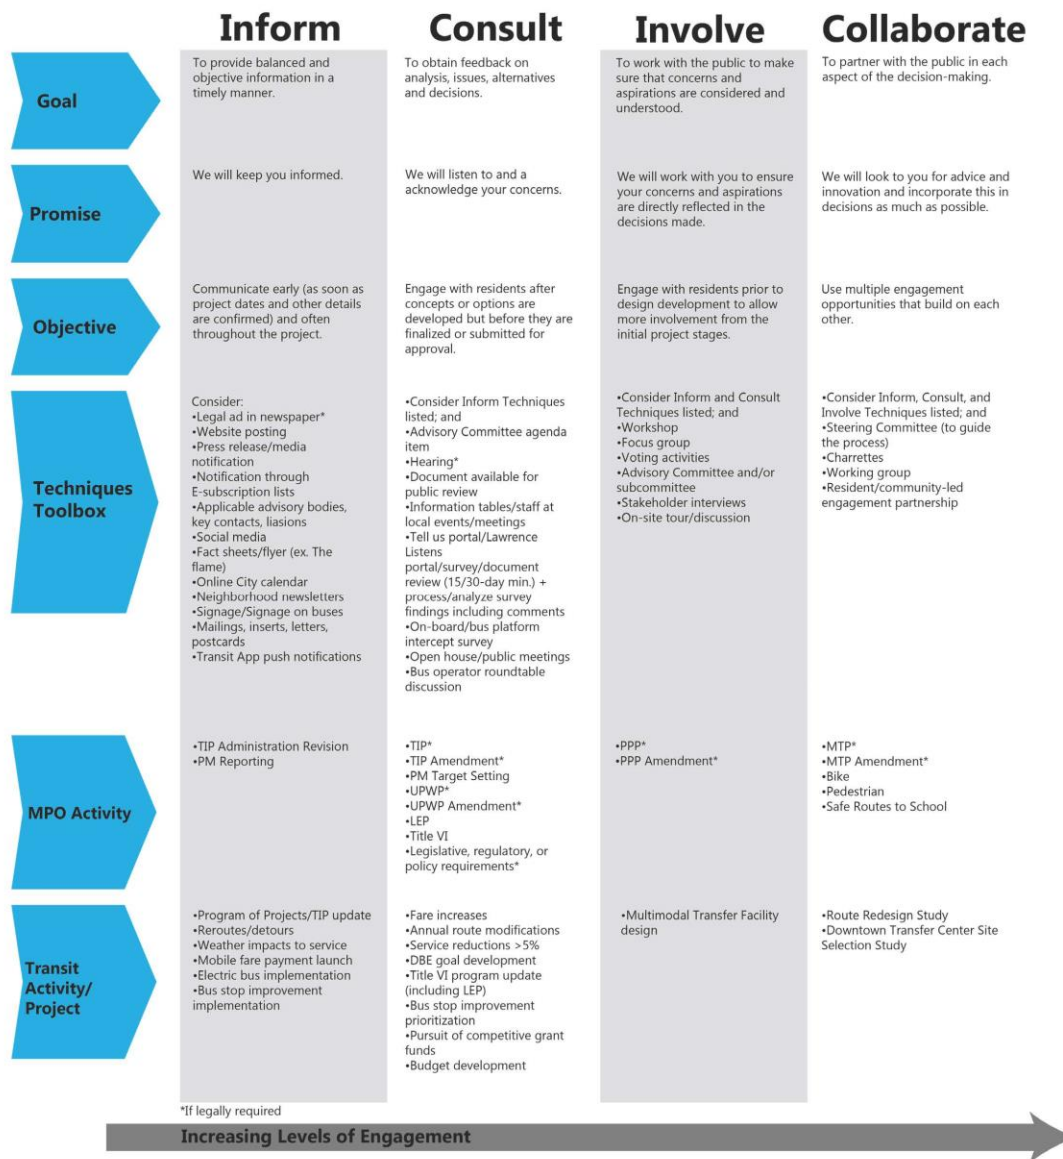 Inform
Consult
Involve
Collaborate
Goal
To provide balanced and
objective information in a
timely manner.
To obtain feedback on
analysis, issues, alternatives
and decisions.
To work with the public to make
sure that concerns and
aspirations are considered and
understood.
To partner with the public in each
aspect of the decision-making.
Promise
We will keep you informed.
We will listen to and a
acknowledge your concerns.
We will work with you to ensure
your concerns and aspirations
are directly reflected in the
decisions made.
We will look to you for advice and
innovation and incorporate this in
decisions as much as possible.
Objective
Communicate early (as soon as
project dates and other details
are confirmed) and often
throughout the project.
Engage with residents after
concepts or options are
developed but before they are
finalized or submitted for
approval.
Engage with residents prior to
design development to allow
more involvement from the
initial project stages.
Use multiple engagement
opportunities that build on each
other.
Techniques
Toolbox
Consider:
•Legal ad in newspaper*
•Website posting
•Press release/media
notification
•Notification through
E-subscription lists
•Applicable advisory bodies,
key contacts, liasions
•Social media
•Fact sheets/flyer (ex. The
flame)
•Online City calendar
•Neighborhood newsletters
•Signage/Signage on buses
•Mailings, inserts, letters,
postcards
•Transit App push notifications
•Consider Inform Techniques
listed; and
•Advisory Committee agenda
item
•Hearing*
•Document available for
public review
•Information tables/staff at
local events/meetings
•Tell us portal/Lawrence
Listens
portal/survey/document
review (15/30-day min.) +
process/analyze survey
findings including comments
•On-board/bus platform
intercept survey
•Open house/public meetings
•Bus operator roundtable
discussion
•Consider Inform and Consult
Techniques listed; and
•Workshop
•Focus group
•Voting activities
•Advisory Committee and/or
subcommittee
•Stakeholder interviews
•On-site tour/discussion
•Consider Inform, Consult, and
Involve Techniques listed; and
•Steering Committee (to guide
the process)
•Charrettes
•Working group
•Resident/community-led
engagement partnership
MPO Activity
•TIP Administration Revision
•PM Reporting
•TIP*
•TIP Amendment*
•PM Target Setting
•UPWP*
•UPWP Amendment*
•LEP
•Title VI
•Legislative, regulatory, or
policy requirements*
•PPP*
•PPP Amendment*
•MTP*
•MTP Amendment*
•Bike
•Pedestrian
•Safe Routes to School
Transit
Activity/
Project
•Program of Projects/TIP update
•Reroutes/detours
•Weather impacts to service
•Mobile fare payment launch
•Electric bus implementation
•Bus stop improvement
implementation
•Fare increases
•Annual route modifications
•Service reductions >5%
•DBE goal development
•Title VI program update
(including LEP)
•Bus stop improvement
prioritization
•Pursuit of competitive grant
funds
•Budget development
•Multimodal Transfer Facility
design
•Route Redesign Study
•Downtown Transfer Center Site
Selection Study
*If legally required
Increasing Levels of Engagement